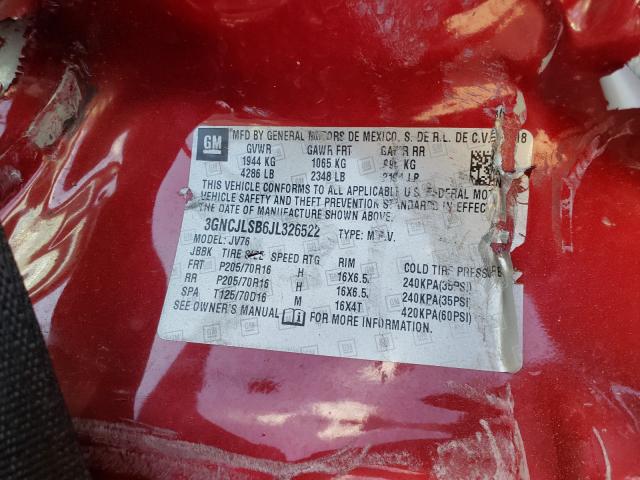 GM
MFD BY GENERAL MOTORS DE MEXICO, S. DE R.L. DE C.V. 18
GVWR GAWR FRT GAWR RR
1944 KG 1065 KG KG
4286 LB 2348 LB LB
THIS VEHICLE CONFORMS TO ALL APPLICABLE U.S. FEDERAL MOTOR
VEHICLE SAFETY AND THEFT PREVENTION STANDARDS IN EFFECT
THE DATE OF MANUFACTURE SHOWN ABOVE.
3GNCJLSB6JL326522 TYPE: M.P.V.
MODEL: JV76
JBBK TIRE SIZE SPEED RTG RIM COLD TIRE PRESSURE
FRT P205/70R16 H 16X6.5 240KPA(35PSI)
RR P205/70R16 H 16X6.5 240KPA(35PSI)
SPA T125/70D16 M 16X4T 420KPA(60PSI)
SEE OWNER'S MANUAL FOR MORE INFORMATION.